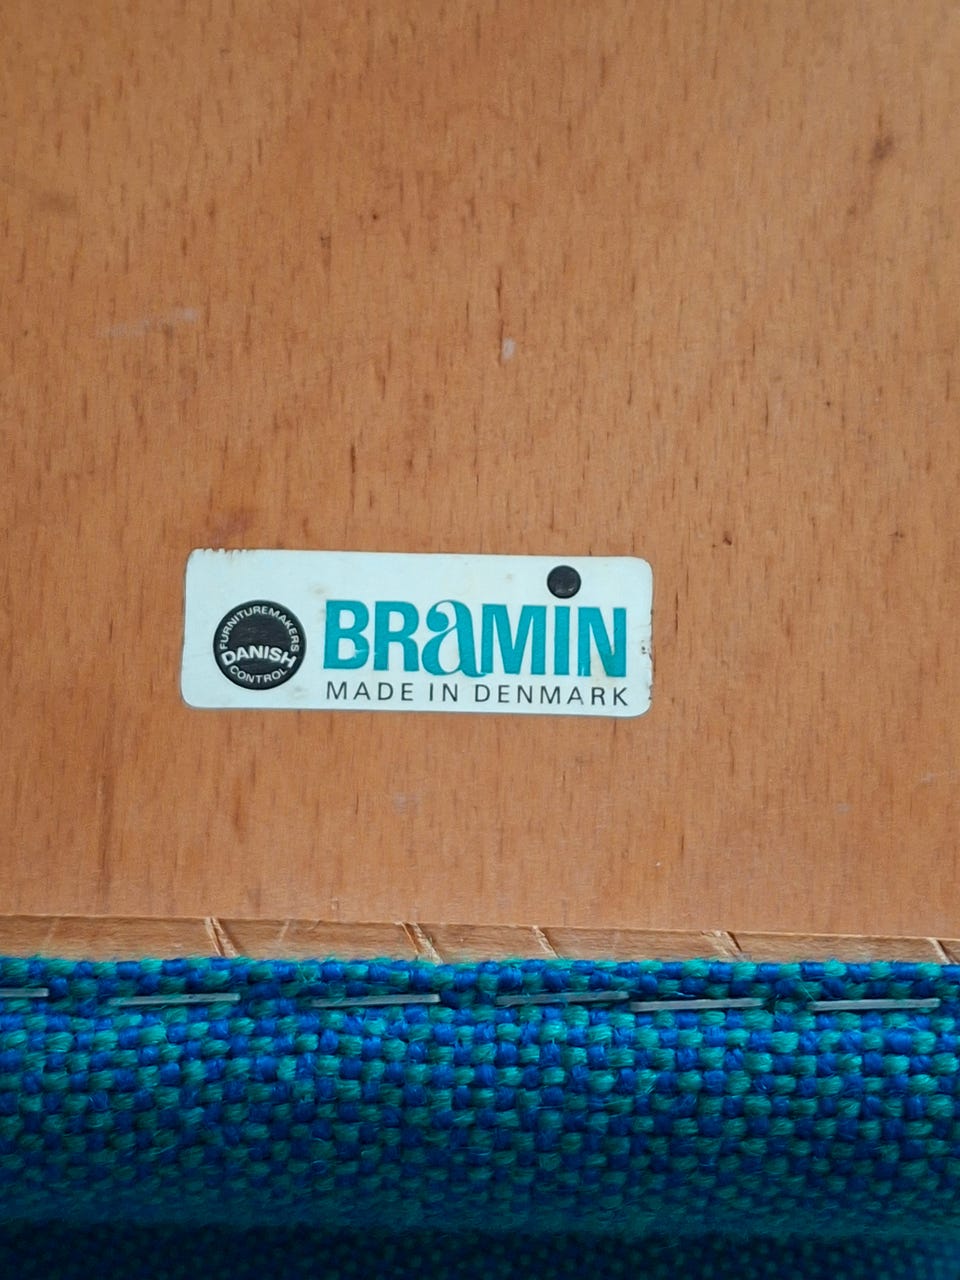 FURNITUREMAKERS
DANISH
CONTROL
BRAMIN
MADE IN DENMARK